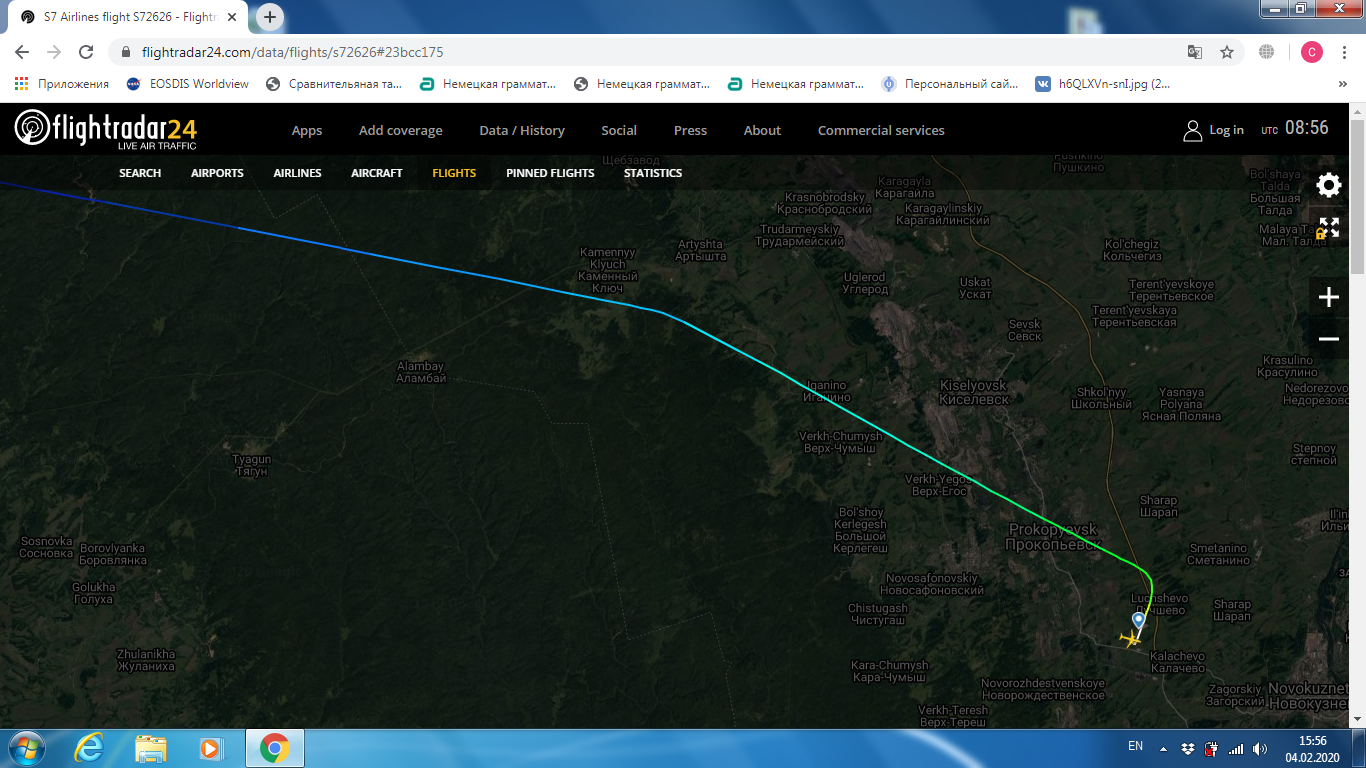 S7 Airlines flight S72626 - Flightr
flightradar24.com/data/flights/s72626#23bcc175
C
Приложения
EOSDIS Worldview
Сравнительная та...
Немецкая граммат...
Немецкая граммат...
Немецкая граммат...
Персональный сай...
h6QLXVn-snI.jpg (2...
»
flightradar24
LIVE AIR TRAFFIC
Apps
Add coverage
Data / History
Social
Press
About
Commercial services
Log in
UTC 08:56
SEARCH
AIRPORTS
AIRLINES
AIRCRAFT
FLIGHTS
PINNED FLIGHTS
STATISTICS
Щебзавод
Pushkino
Пушкино
Bol'shaya
Talda
Большая
Талда
Karagayla
Карагайла
Krasnobrodsky
Краснобродский
Karagaylinskiy
Карагайлинский
Trudarmeyskiy
Трудармейский
Malaya Ta
Мал. Талд
Artyshta
Артышта
Kol'chegiz
Кольчегиз
Kamennyy
Klyuch
Каменный
Ключ
Uglerod
Углерод
Uskat
Ускат
Terent'yevskoye
Терентьевское
Terent'yevskaya
Терентьевская
Sevsk
Севск
Krasulino
Красулино
Alambay
Аламбай
Iganino
Иганино
Kiselyovsk
Киселевск
Shkol'nyy
Школьный
Yasnaya
Polyana
Ясная Поляна
Nedorezovo
Недорезово
Verkh-Chumysh
Верх-Чумыш
Stepnoy
степной
Tyagun
Тягун
Verkh-Yegos
Верх-Егос
Sharap
Шарап
Bol'shoy
Kerlegesh
Большой
Керлегеш
Il'in
Ильи
Prokopyevsk
Прокопьевск
Sosnovka
Сосновка
Borovlyanka
Боровлянка
Smetanino
Сметанино
Golukha
Голуха
Novosafonovskiy
Новосафоновский
Luchshevo
Лучшево
Chistugash
Чистугаш
Sharap
Шарап
Zhulanikha
Жуланиха
Kara-Chumysh
Кара-Чумыш
Kalachevo
Калачево
Novorozhdestvenskoye
Новорождественское
Zagorskiy
Загорский
Novokuznet
Новокузне
Verkh-Teresh
Верх-Тереш
EN
15:56
04.02.2020